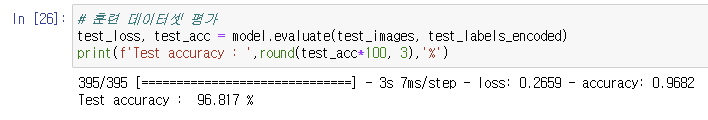 In [26]:
# 훈련 데이터셋 평가
test_loss, test_acc = model.evaluate(test_images, test_labels_encoded)
print(f'Test accuracy : ',round(test_acc*100, 3),'%')
395/395 [==============================] - 3s 7ms/step - loss: 0.2659 - accuracy: 0.9682
Test accuracy :  96.817 %